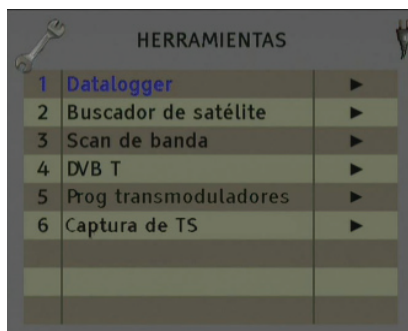 HERRAMIENTAS
1 Datalogger ►
2 Buscador de satélite ►
3 Scan de banda ►
4 DVB T ►
5 Prog transmoduladores ►
6 Captura de TS ►